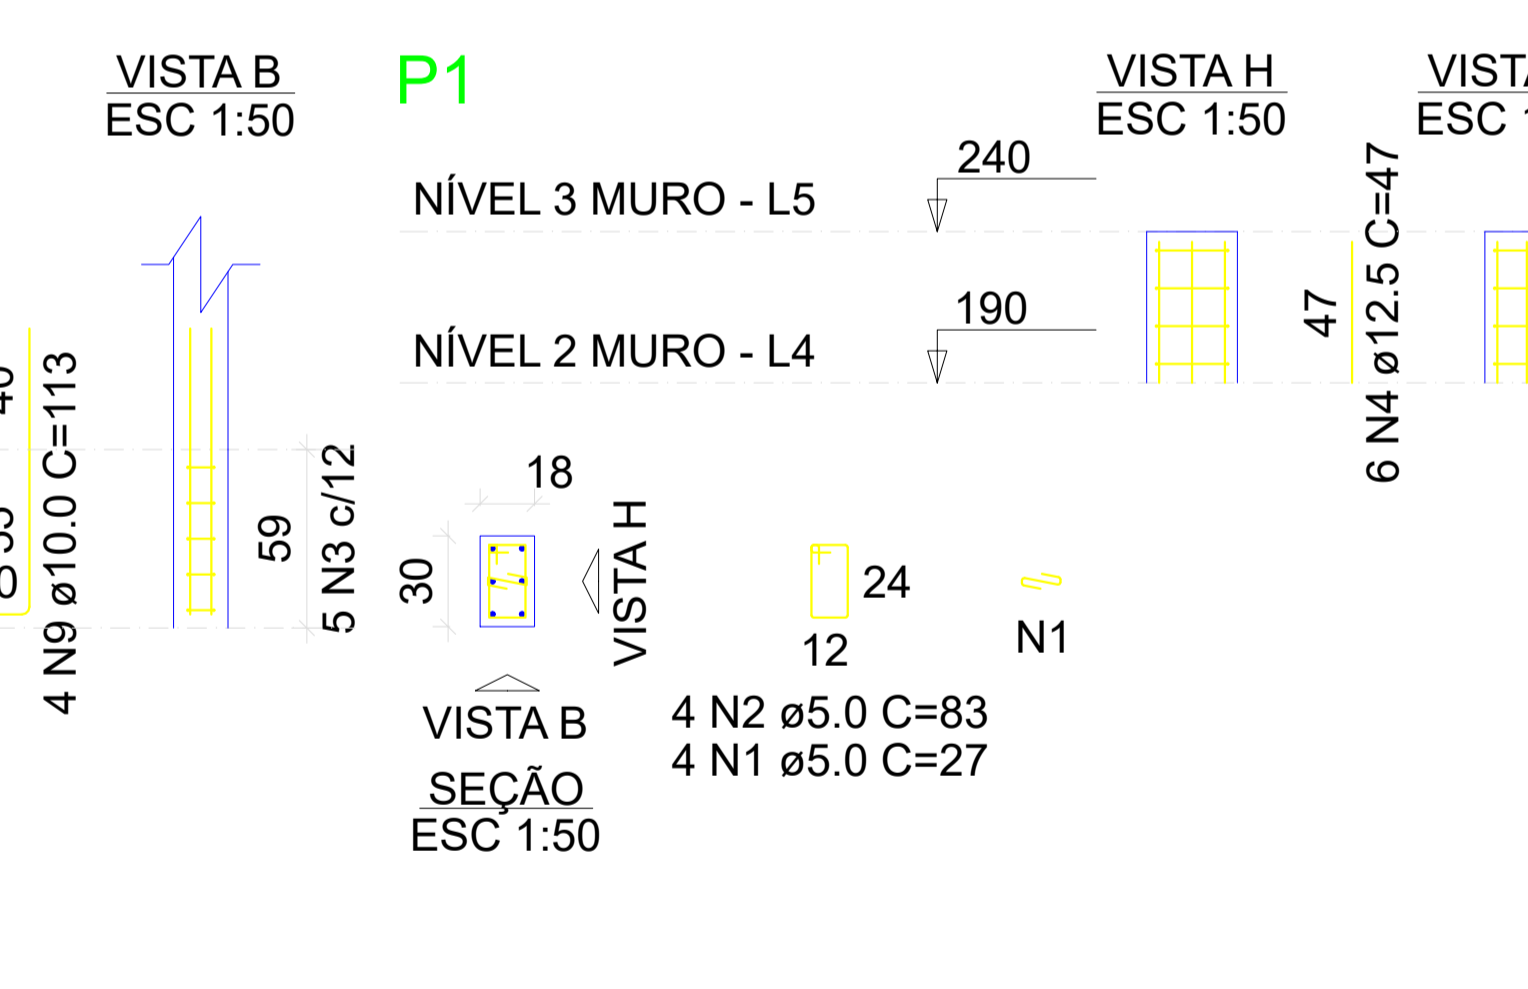 VISTA B
ESC 1:50
P1
NÍVEL 3 MURO - L5
240
NÍVEL 2 MURO - L4
190
VISTA H
ESC 1:50
ESC
47
6 N4 ø12.5 C=47
4 N9 ø10.0 C=113
59
5 N3 c/12
18
30
VISTA H
VISTA B
SEÇÃO
ESC 1:50
24
12
N1
4 N2 ø5.0 C=83
4 N1 ø5.0 C=27